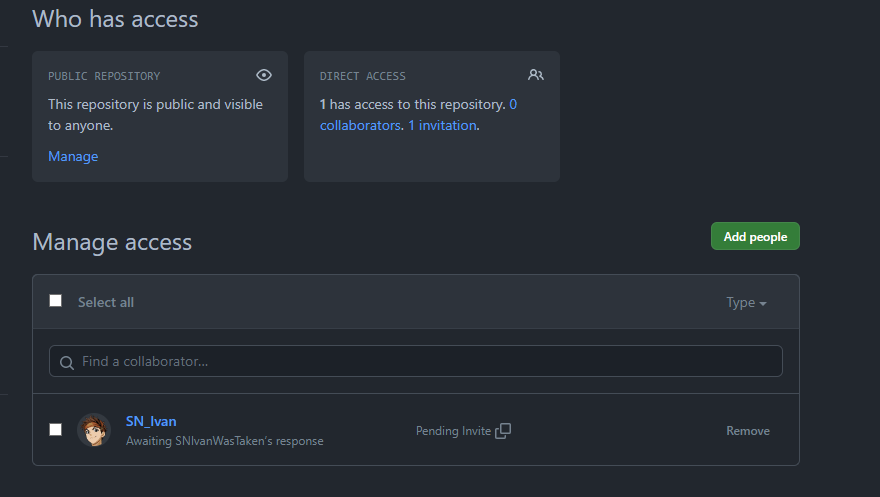 Who has access
PUBLIC REPOSITORY
This repository is public and visible
to anyone.
Manage
DIRECT ACCESS
1 has access to this repository. 0
collaborators. 1 invitation.
Manage access
Add people
Select all
Type
Find a collaborator...
SN_Ivan
Awaiting SNIvanWasTaken's response
Pending Invite
Remove